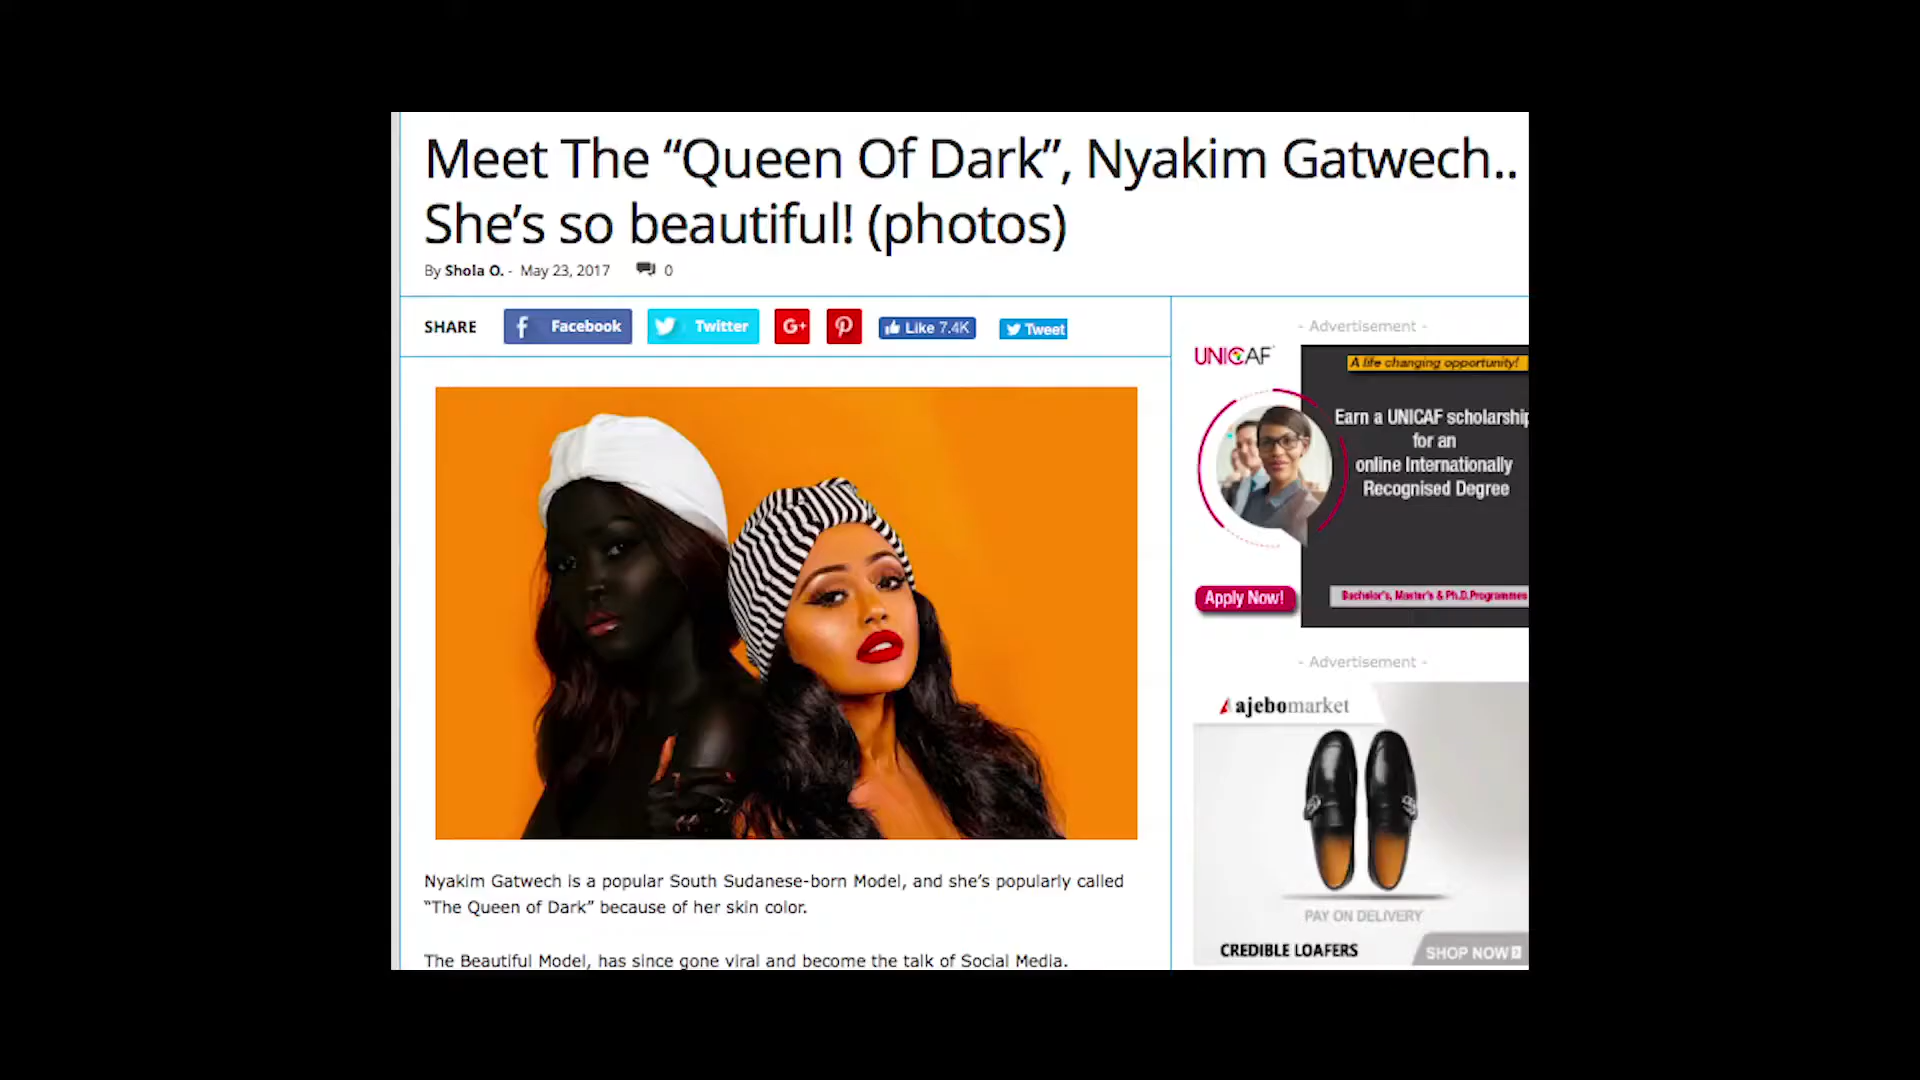 Meet The “Queen Of Dark”, Nyakim Gatwech..
She’s so beautiful! (photos)
By Shola O. - May 23, 2017 0
SHARE Facebook Twitter G+ Like 7.4K Tweet
Nyakim Gatwech is a popular South Sudanese-born Model, and she’s popularly called
“The Queen of Dark” because of her skin color.
The Beautiful Model, has since gone viral and become the talk of Social Media.
- Advertisement -
UNICAF
A life changing opportunity!
Earn a UNICAF scholarship
for an
online Internationally
Recognised Degree
Apply Now!
Bachelor's, Master's & Ph.D.Programmes
- Advertisement -
ajebomarket
PAY ON DELIVERY
CREDIBLE LOAFERS
SHOP NOW